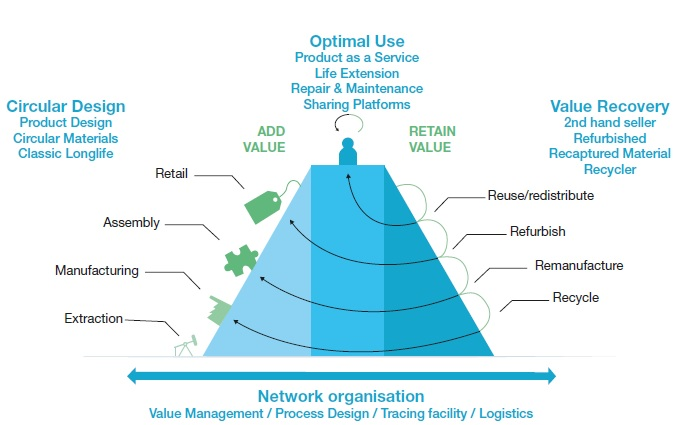 Optimal Use
Product as a Service
Life Extension
Repair & Maintenance
Sharing Platforms
Circular Design
Product Design
Circular Materials
Classic Longlife
Value Recovery
2nd hand seller
Refurbished
Recaptured Material
Recycler
ADD
VALUE
RETAIN
VALUE
Retail
Assembly
Manufacturing
Extraction
Reuse/redistribute
Refurbish
Remanufacture
Recycle
Network organisation
Value Management / Process Design / Tracing facility / Logistics